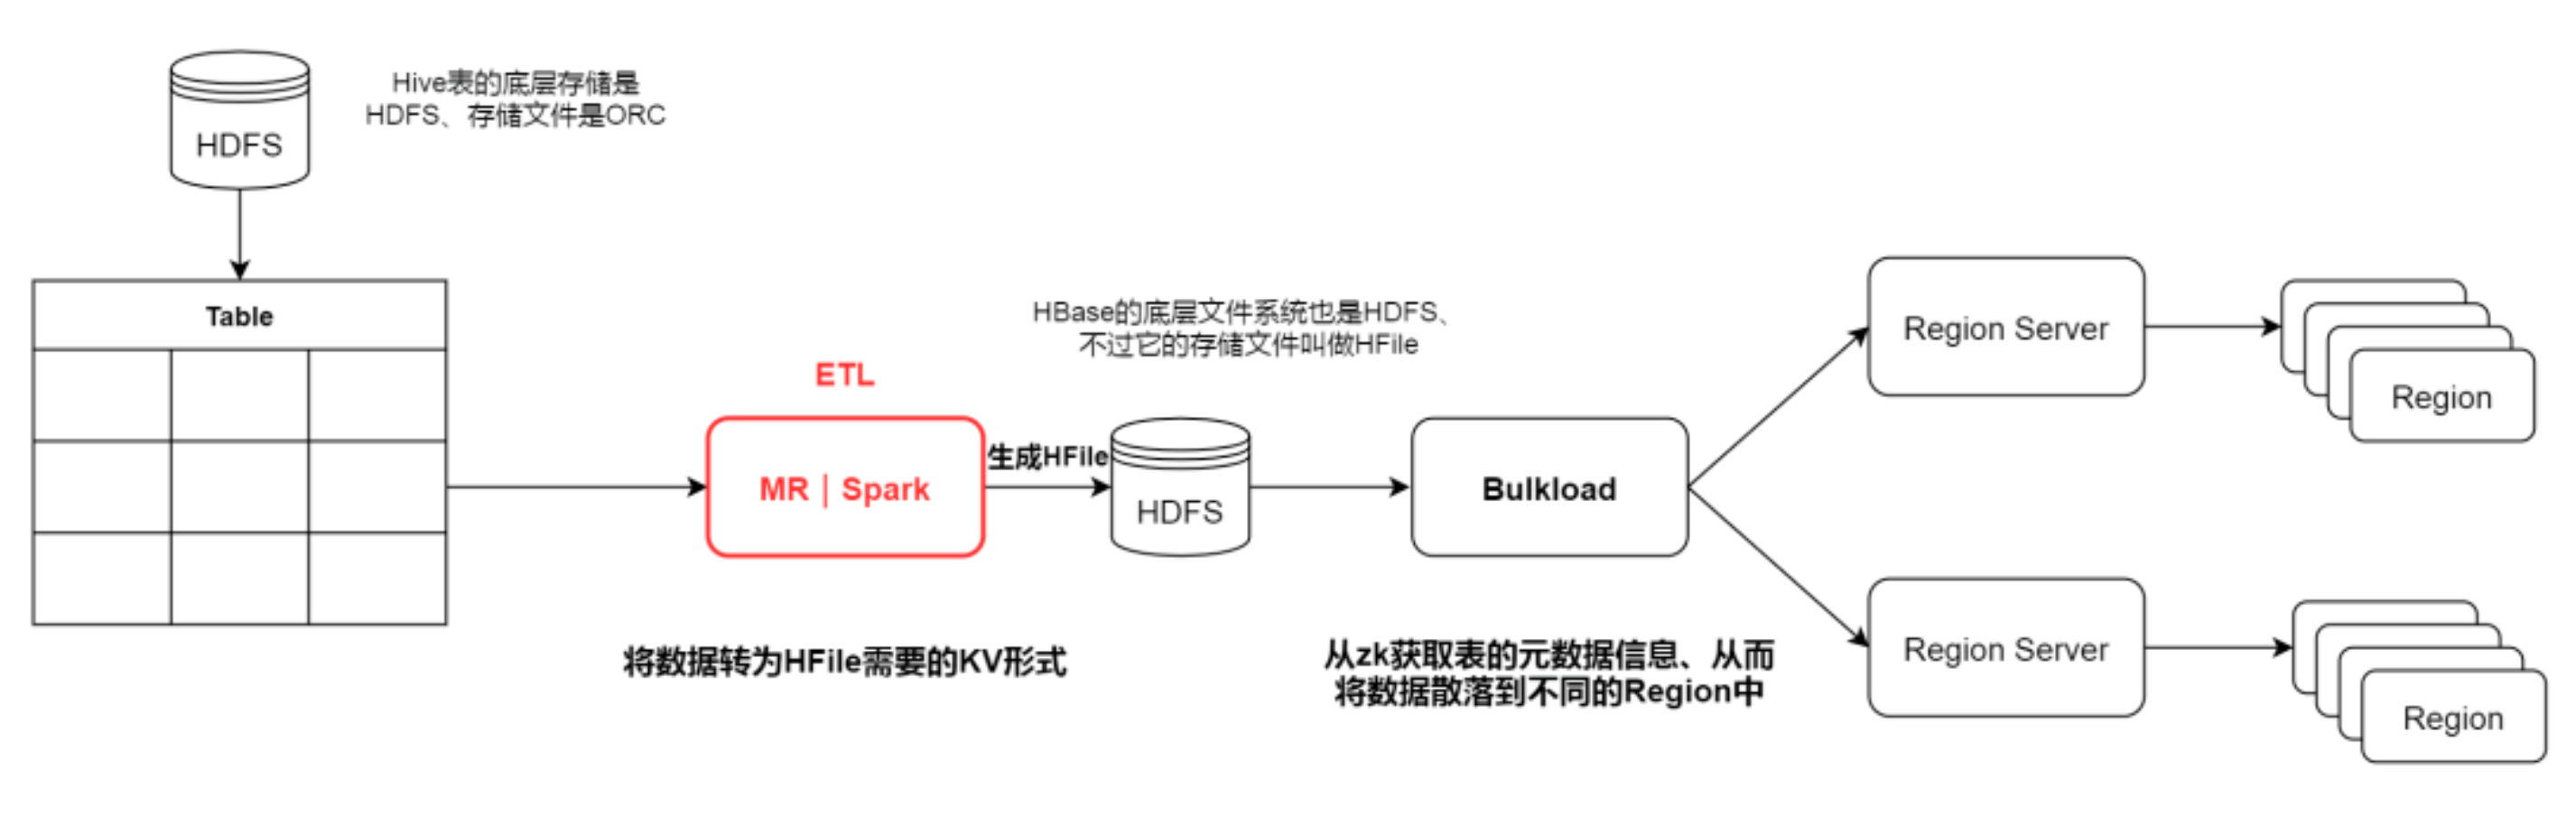 HDFS
Hive表的底层存储是
HDFS、存储文件是ORC
Table
ETL
MR | Spark
将数据转为HFile需要的KV形式
生成HFile
HBase的底层文件系统也是HDFS、
不过它的存储文件叫做HFile
HDFS
Bulkload
从zk获取表的元数据信息、从而
将数据散落到不同的Region中
Region Server
Region
Region Server
Region